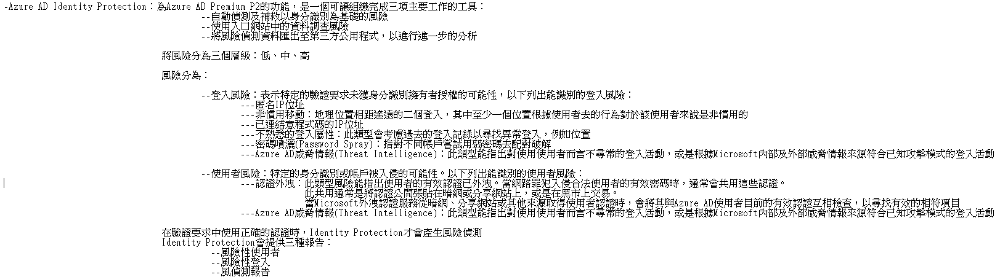 -Azure AD Identity Protection：為Azure AD Premium P2的功能，是一個可讓組織完成三項主要工作的工具：
--自動偵測及補救以身分識別為基礎的風險
--使用入口網站中的資料調查風險
--將風險偵測資料匯出至第三方公用程式，以進行進一步的分析
將風險分為三個層級：低、中、高
風險分為：
--登入風險：表示特定的驗證要求未獲身分識別擁有者授權的可能性，以下列出能識別的登入風險：
---匿名IP位址
---非慣用移動：地理位置相距遙遠的二個登入，其中至少一個位置根據使用者去的行為對於該使用者來說是非慣用的
---已連結意程式碼的IP位址
---不熟悉的登入屬性：此類型會考慮過去的登入記錄以尋找異常登入，例如位置
---密碼噴灑(Password Spray)：指對不同帳戶嘗試用弱密碼去配對破解
---Azure AD威脅情報(Threat Intelligence)：此類型能指出對使用使用者而言不尋常的登入活動，或是根據Microsoft內部及外部威脅情報來源符合已知攻擊模式的登入活動
--使用者風險：特定的身分識別或帳戶被入侵的可能性。以下列出能識別的使用者風險：
---認證外洩：此類型風險能指出使用者的有效認證已外洩。當網路罪犯入侵合法使用者的有效密碼時，通常會共用這些認證。
此共用通常是將認證公開張貼在暗網或分享網站上，或是在黑市上交易。
當Microsoft外洩認證服務從暗網、分享網站或其他來源取得使用者認證時，會將其與Azure AD使用者目前的有效認證互相檢查，以尋找有效的相符項目
---Azure AD威脅情報(Threat Intelligence)：此類型能指出對使用使用者而言不尋常的登入活動，或是根據Microsoft內部及外部威脅情報來源符合已知攻擊模式的登入活動
在驗證要求中使用正確的認證時，Identity Protection才會產生風險偵測
Identity Protection會提供三種報告：
--風險性使用者
--風險性登入
--風偵測報告